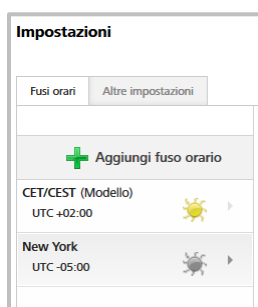 Impostazioni
Fusi orari Altre impostazioni
Aggiungi fuso orario
CET/CEST (Modello)
UTC +02:00
New York
UTC -05:00